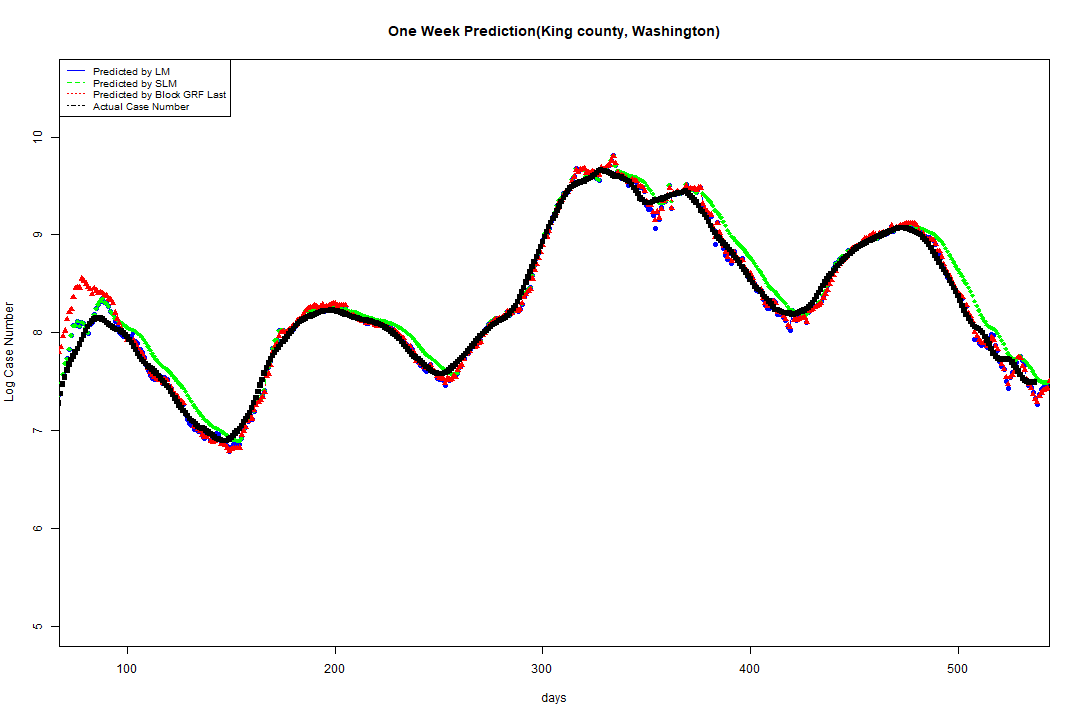 One Week Prediction(King county, Washington)
Predicted by LM
Predicted by SLM
Predicted by Block GRF Last
Actual Case Number
Log Case Number
10
9
8
7
6
5
100 200 300 400 500
days